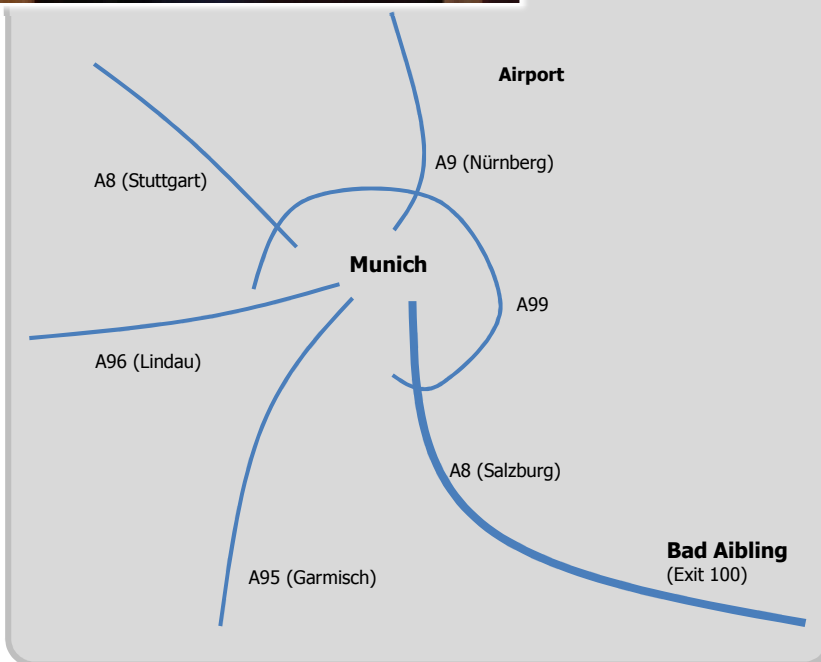 Airport
A9 (Nürnberg)
A8 (Stuttgart)
Munich
A99
A96 (Lindau)
A8 (Salzburg)
Bad Aibling
(Exit 100)
A95 (Garmisch)